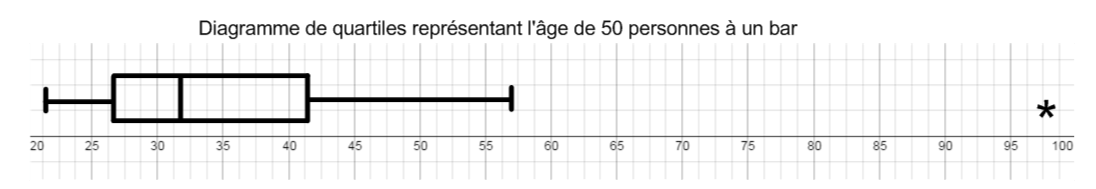 Diagramme de quartiles représentant l'âge de 50 personnes à un bar
20 25 30 35 40 45 50 55 60 65 70 75 80 85 90 95 100